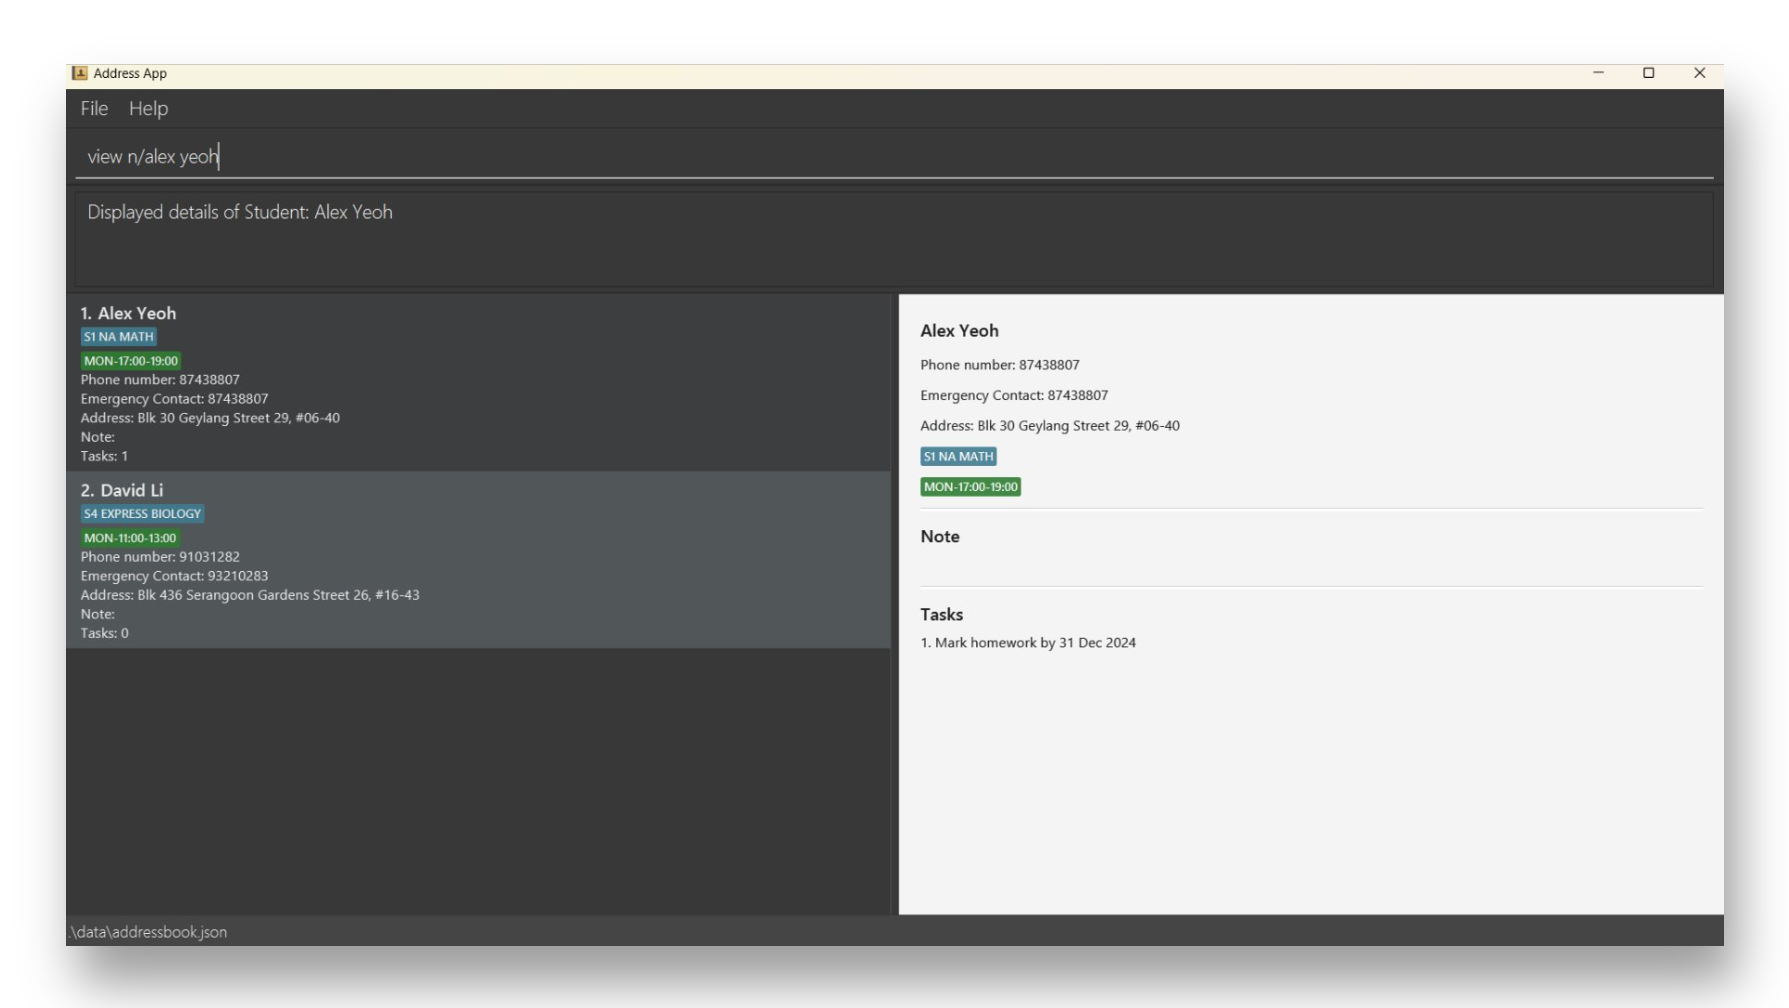 Address App
File Help
view n/alex yeoh
Displayed details of Student: Alex Yeoh
1. Alex Yeoh
S1 NA MATH
MON-17:00-19:00
Phone number: 87438807
Emergency Contact: 87438807
Address: Blk 30 Geylang Street 29, #06-40
Note:
Tasks: 1
2. David Li
S4 EXPRESS BIOLOGY
MON-11:00-13:00
Phone number: 91031282
Emergency Contact: 93210283
Address: Blk 436 Serangoon Gardens Street 26, #16-43
Note:
Tasks: 0
Alex Yeoh
Phone number: 87438807
Emergency Contact: 87438807
Address: Blk 30 Geylang Street 29, #06-40
S1 NA MATH
MON-17:00-19:00
Note
Tasks
1. Mark homework by 31 Dec 2024
.\data\addressbook.json